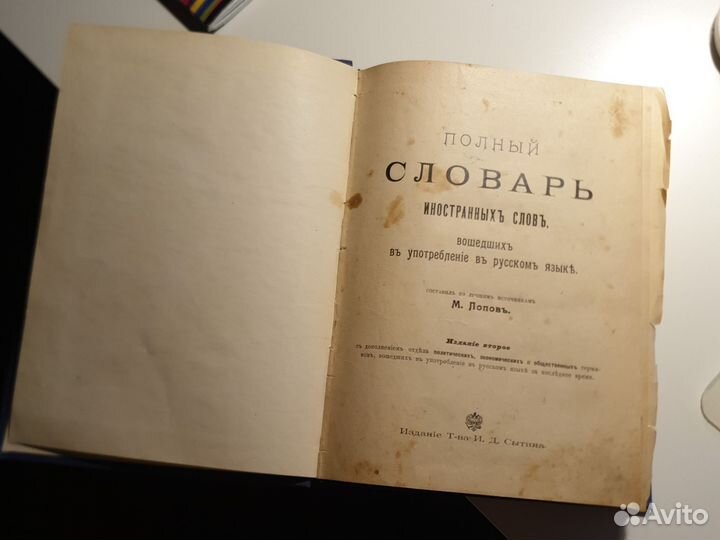 ПОЛНЫЙ
СЛОВАРЬ
ИНОСТРАННЫХЪ СЛОВЪ,
ВОШЕДШИХЪ
ВЪ УПОТРЕБЛЕНІЕ ВЪ РУССКОМЪ ЯЗЫКѢ.
СОСТАВИЛЪ ПО ЛУЧШИМЪ ИСТОЧНИКАМЪ
М. Поповъ.
Изданіе второе
съ дополненіемъ отдѣла политическихъ, экономическихъ и общественныхъ терми-
новъ, вошедшихъ въ употребленіе въ русскомъ языкѣ за послѣднее время.
Изданіе Т-ва И. Д. Сытина.
Avito